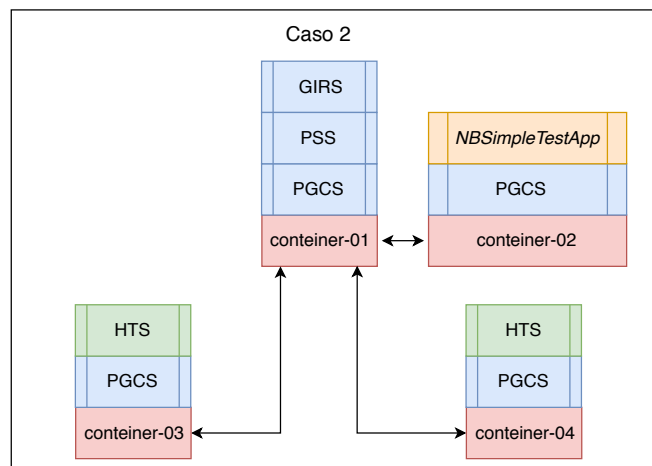 Caso 2
GIRS
PSS
PGCS
conteiner-01
NBSimpleTestApp
PGCS
conteiner-02
HTS
PGCS
conteiner-03
HTS
PGCS
conteiner-04